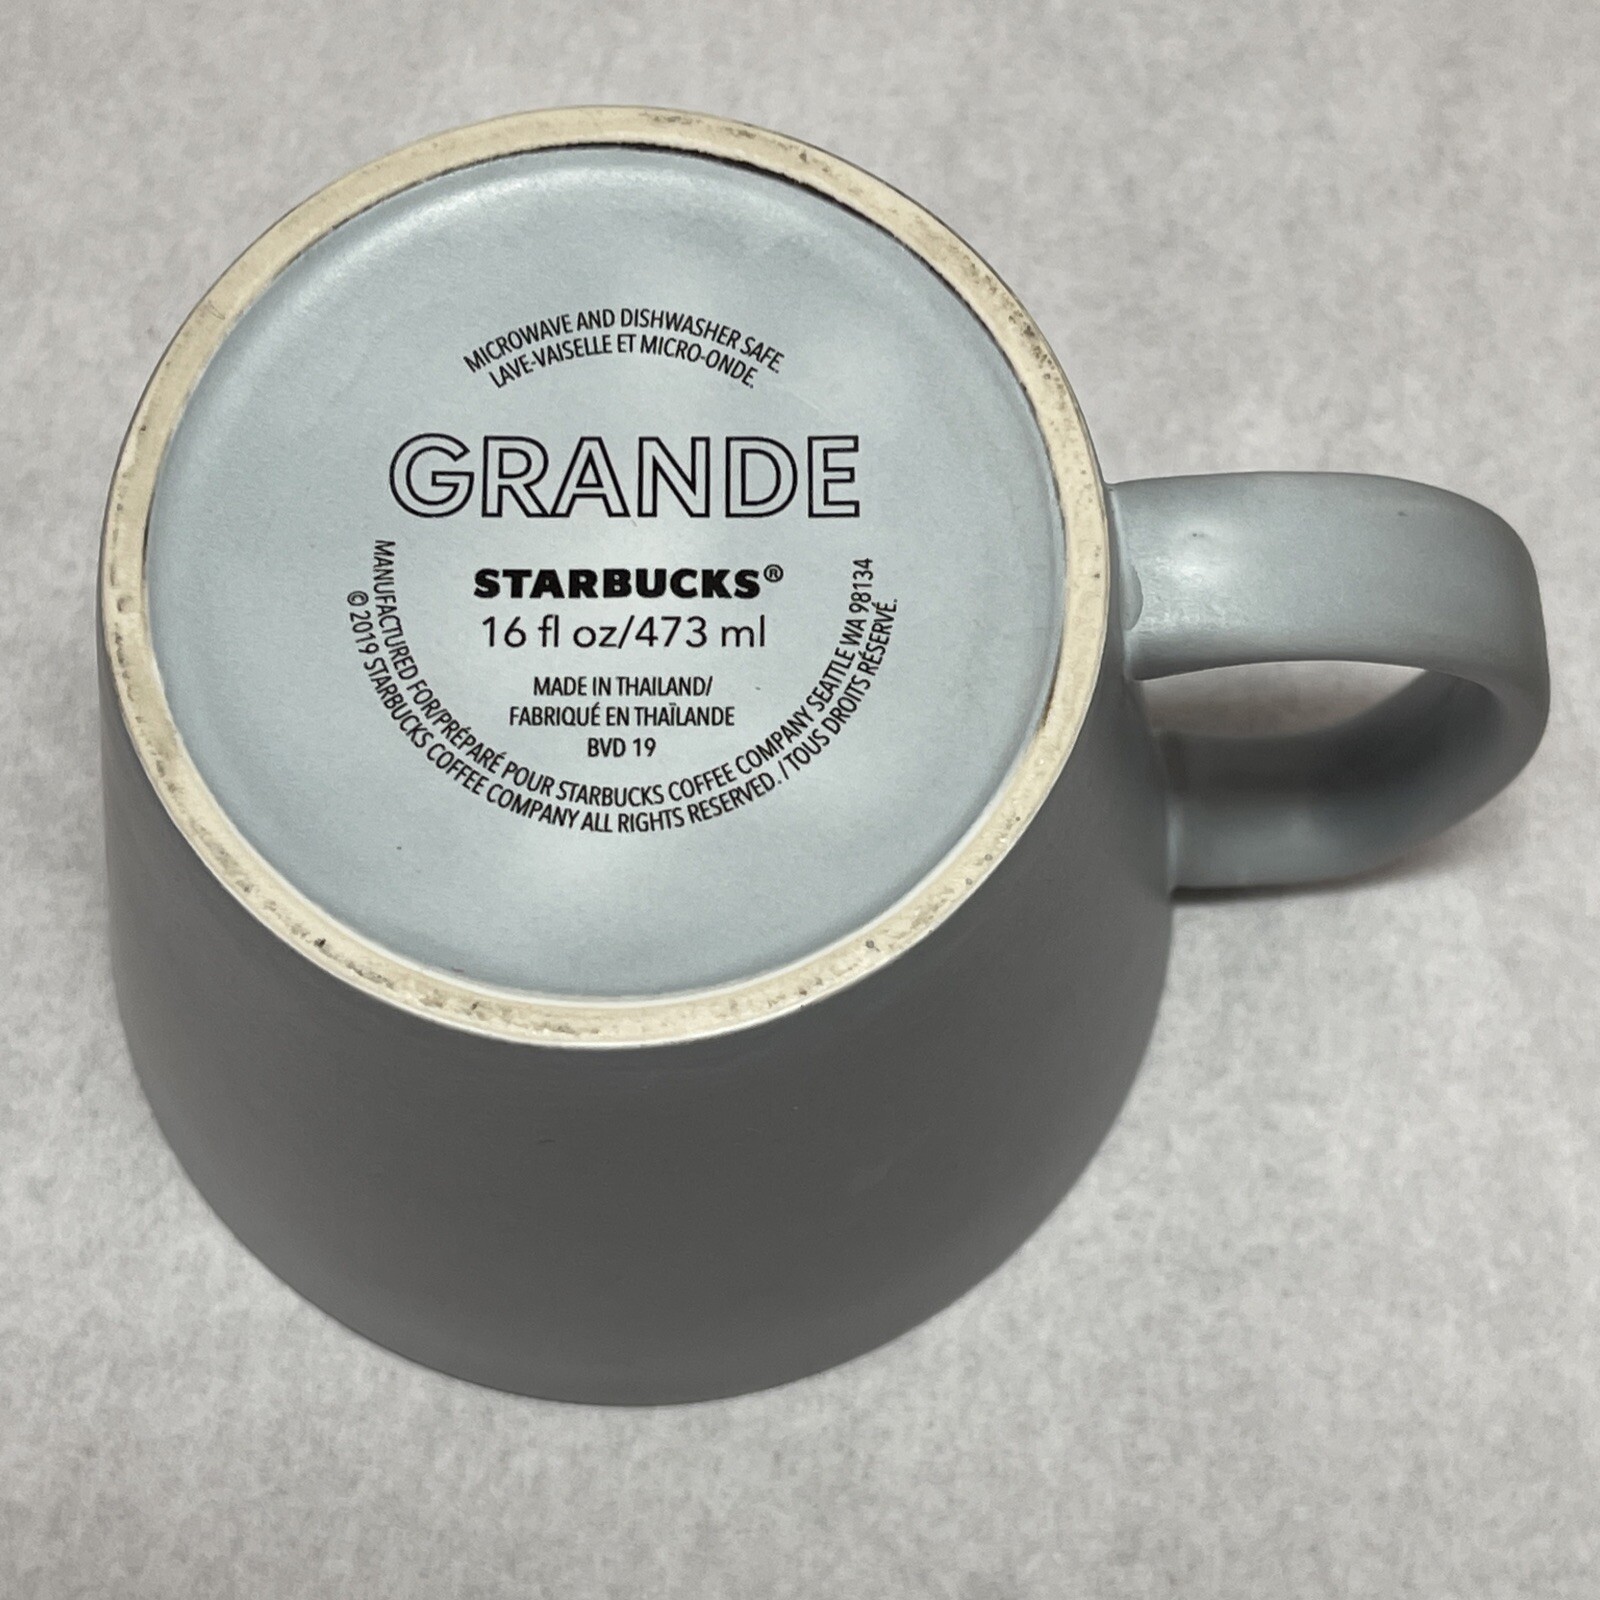 MICROWAVE AND DISHWASHER SAFE.
LAVE-VAISELLE ET MICRO-ONDE.
GRANDE
STARBUCKS®
16 fl oz/473 ml
MADE IN THAILAND/
FABRIQUÉ EN THAÏLANDE
BVD 19
MANUFACTURED FOR/PRÉPARÉ POUR STARBUCKS COFFEE COMPANY SEATTLE WA 98134
© 2019 STARBUCKS COFFEE COMPANY ALL RIGHTS RESERVED. / TOUS DROITS RÉSERVÉ.